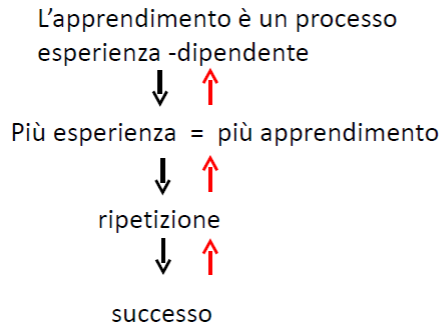 L’apprendimento è un processo
esperienza -dipendente
Più esperienza = più apprendimento
ripetizione
successo